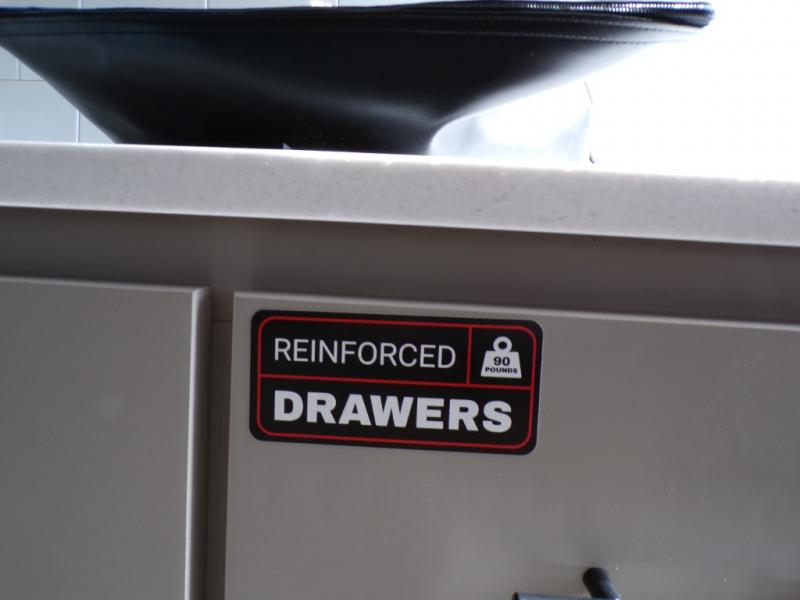 REINFORCED
90
POUNDS
DRAWERS